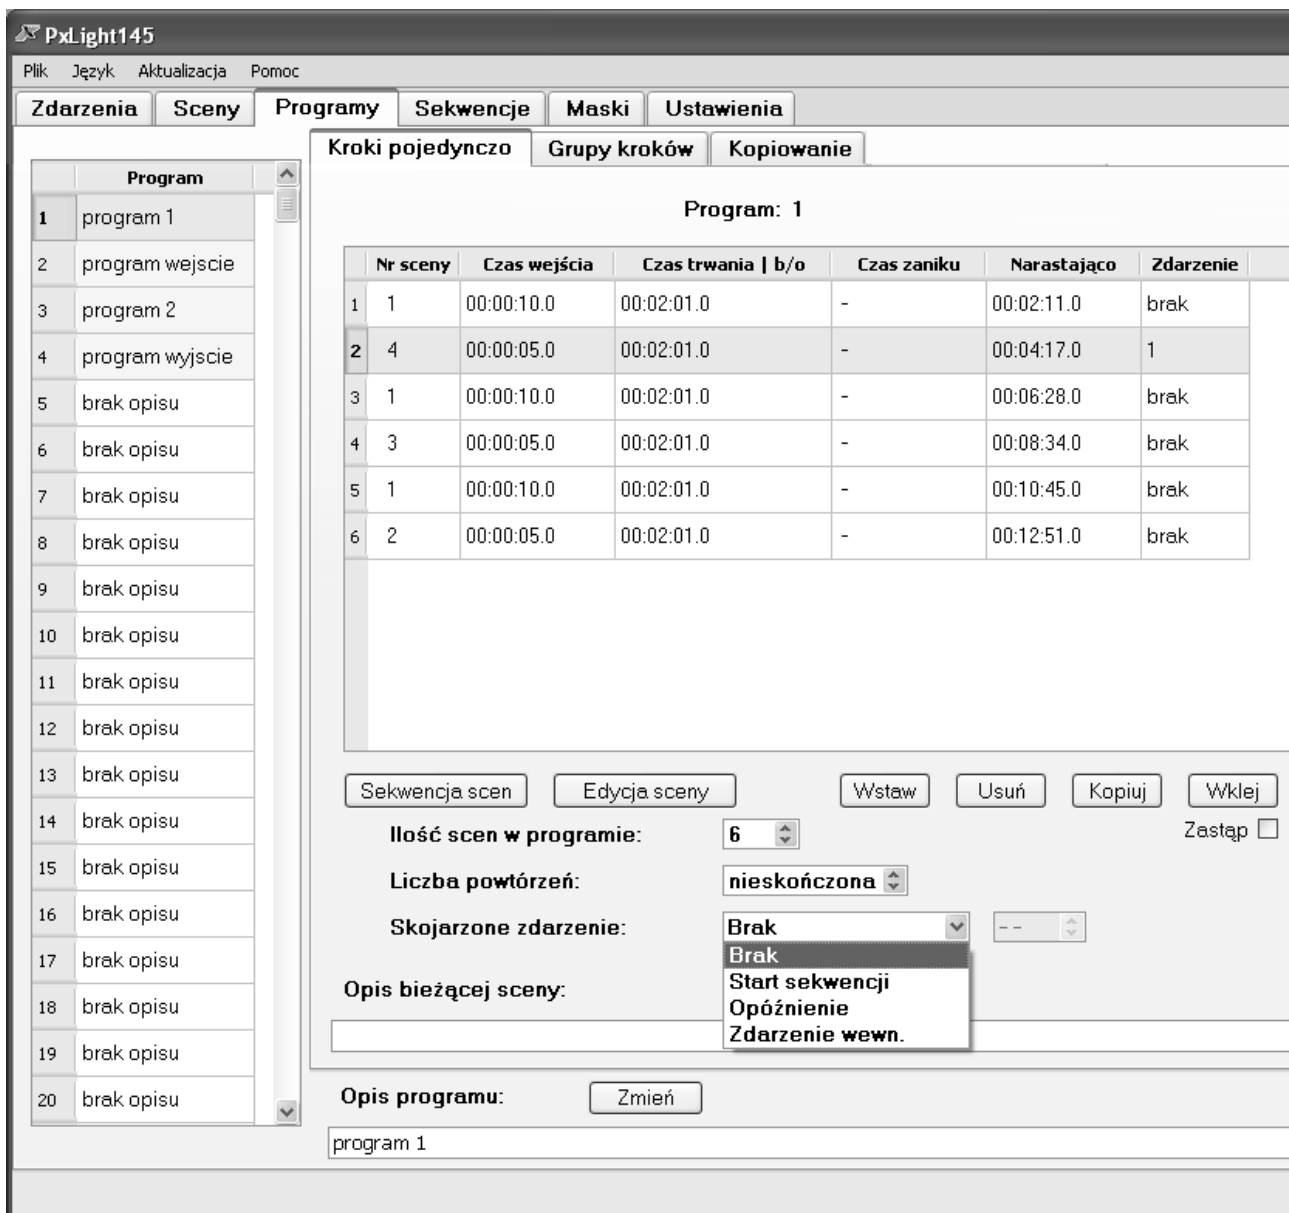 PxLight145
Plik Język Aktualizacja Pomoc
Zdarzenia Sceny Programy Sekwencje Maski Ustawienia
Kroki pojedynczo Grupy kroków Kopiowanie
Program
1 program 1
2 program wejscie
3 program 2
4 program wyjscie
5 brak opisu
6 brak opisu
7 brak opisu
8 brak opisu
9 brak opisu
10 brak opisu
11 brak opisu
12 brak opisu
13 brak opisu
14 brak opisu
15 brak opisu
16 brak opisu
17 brak opisu
18 brak opisu
19 brak opisu
20 brak opisu
Program: 1
Nr sceny Czas wejścia Czas trwania | b/o Czas zaniku Narastająco Zdarzenie
1 1 00:00:10.0 00:02:01.0 - 00:02:11.0 brak
2 4 00:00:05.0 00:02:01.0 - 00:04:17.0 1
3 1 00:00:10.0 00:02:01.0 - 00:06:28.0 brak
4 3 00:00:05.0 00:02:01.0 - 00:08:34.0 brak
5 1 00:00:10.0 00:02:01.0 - 00:10:45.0 brak
6 2 00:00:05.0 00:02:01.0 - 00:12:51.0 brak
Sekwencja scen Edycja sceny Wstaw Usuń Kopiuj Wklej
Ilość scen w programie: 6 Zastąp
Liczba powtórzeń: nieskończona
Skojarzone zdarzenie: Brak --
Brak
Start sekwencji
Opóźnienie
Zdarzenie wewn.
Opis bieżącej sceny:
Opis programu: Zmień
program 1